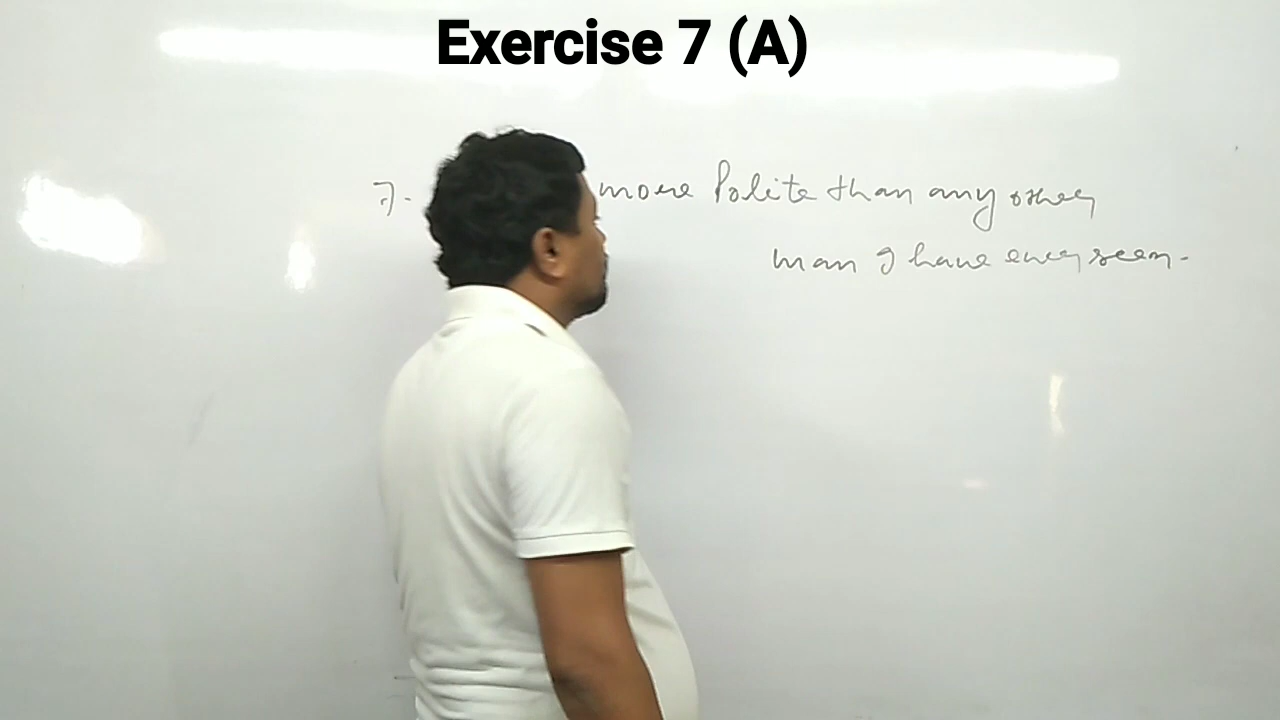 Exercise 7 (A)
7. more Polite than any other
man I have ever seen.